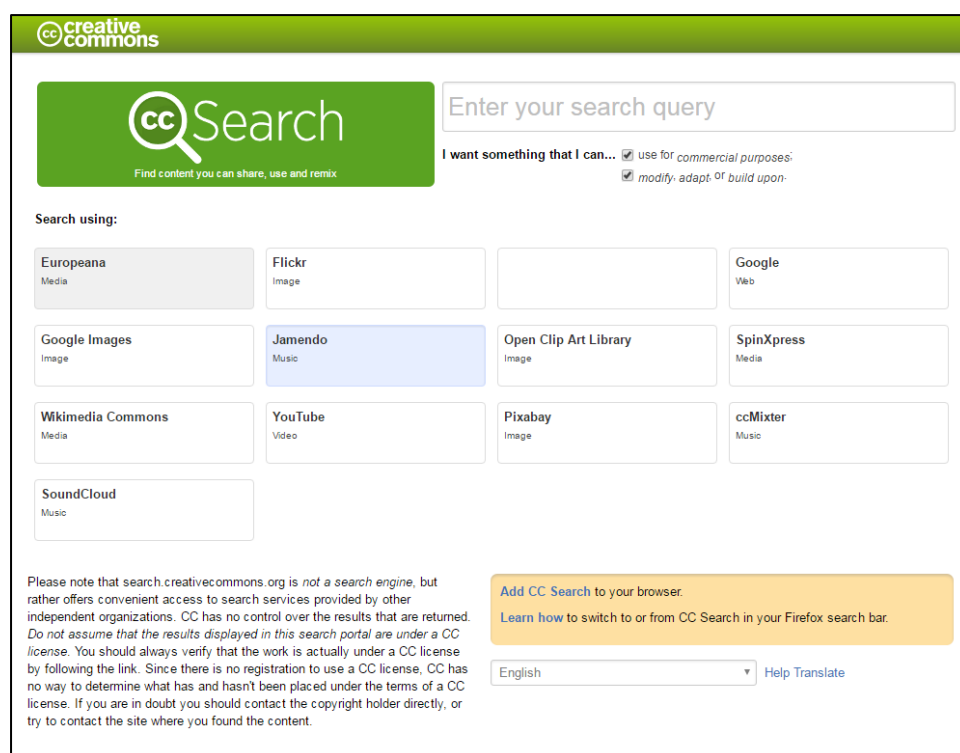 cc creative commons
cc Search
Find content you can share, use and remix
Enter your search query
I want something that I can... use for commercial purposes;
modify, adapt, or build upon.
Search using:
Europeana
Media
Flickr
Image
Google
Web
Google Images
Image
Jamendo
Music
Open Clip Art Library
Image
SpinXpress
Media
Wikimedia Commons
Media
YouTube
Video
Pixabay
Image
ccMixter
Music
SoundCloud
Music
Please note that search.creativecommons.org is not a search engine, but
rather offers convenient access to search services provided by other
independent organizations. CC has no control over the results that are returned.
Do not assume that the results displayed in this search portal are under a CC
license. You should always verify that the work is actually under a CC license
by following the link. Since there is no registration to use a CC license, CC has
no way to determine what has and hasn't been placed under the terms of a CC
license. If you are in doubt you should contact the copyright holder directly, or
try to contact the site where you found the content.
Add CC Search to your browser.
Learn how to switch to or from CC Search in your Firefox search bar.
English
Help Translate